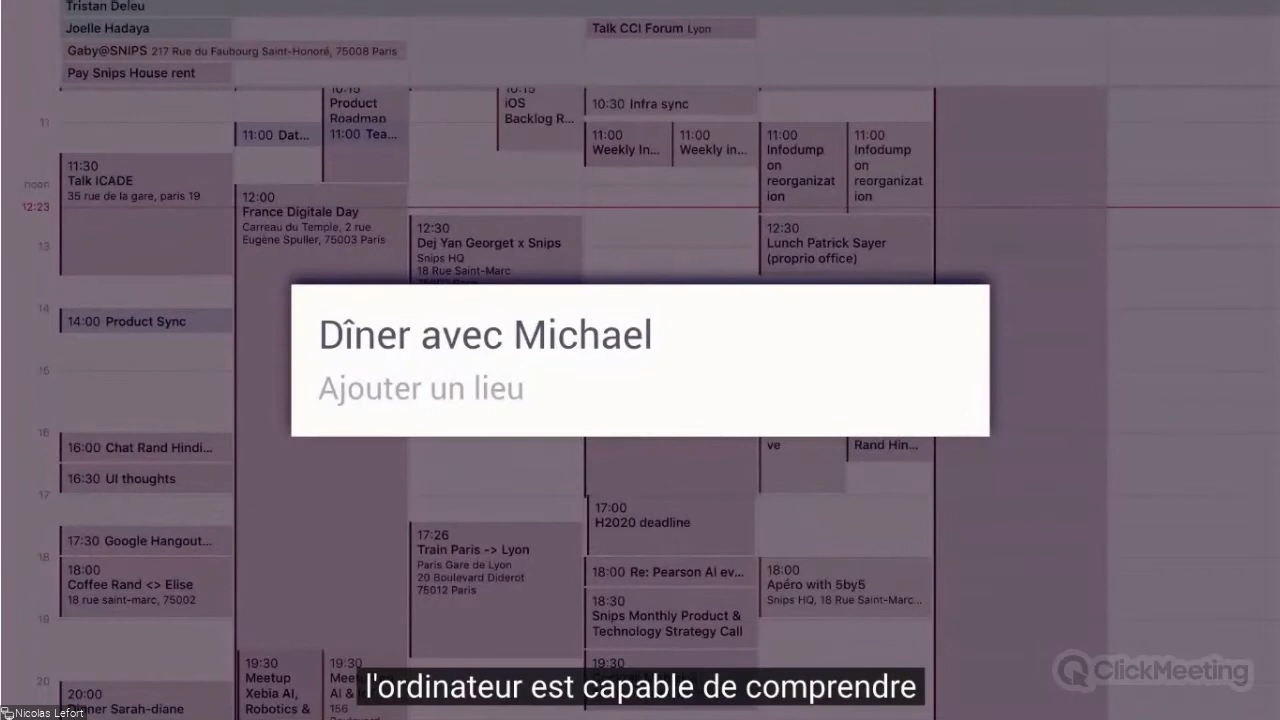 Tristan Deleu
Joelle Hadaya
Talk CCI Forum Lyon
Gaby@SNIPS 217 Rue du Faubourg Saint-Honoré, 75008 Paris
Pay Snips House rent
11
noon
12:23
13
14
15
16
17
18
19
20
11:30
Talk ICADE
35 rue de la gare, paris 19
14:00 Product Sync
16:00 Chat Rand Hindi...
16:30 UI thoughts
17:30 Google Hangout...
18:00
Coffee Rand <> Elise
18 rue saint-marc, 75002
20:00
Dinner Sarah-diane
11:00 Dat...
10:15
Product
Roadmap
11:00 Tea...
12:00
France Digitale Day
Carreau du Temple, 2 rue
Eugène Spuller, 75003 Paris
19:30
Meetup
Xebia AI,
Robotics &
19:30
156
10:15
iOS
Backlog R...
12:30
Dej Yan Georget x Snips
Snips HQ
18 Rue Saint-Marc
17:26
Train Paris -> Lyon
Paris Gare de Lyon
20 Boulevard Diderot
75012 Paris
10:30 Infra sync
11:00
Weekly In...
11:00
Weekly in...
17:00
H2020 deadline
18:00 Re: Pearson AI ev...
18:30
Snips Monthly Product &
Technology Strategy Call
19:30
11:00
Infodump
on
reorganizat
ion
11:00
Infodump
on
reorganizat
ion
12:30
Lunch Patrick Sayer
(proprio office)
ve
Rand Hin...
18:00
Apéro with 5by5
Snips HQ, 18 Rue Saint-Marc...
Dîner avec Michael
Ajouter un lieu
l'ordinateur est capable de comprendre
ClickMeeting
Nicolas Lefort